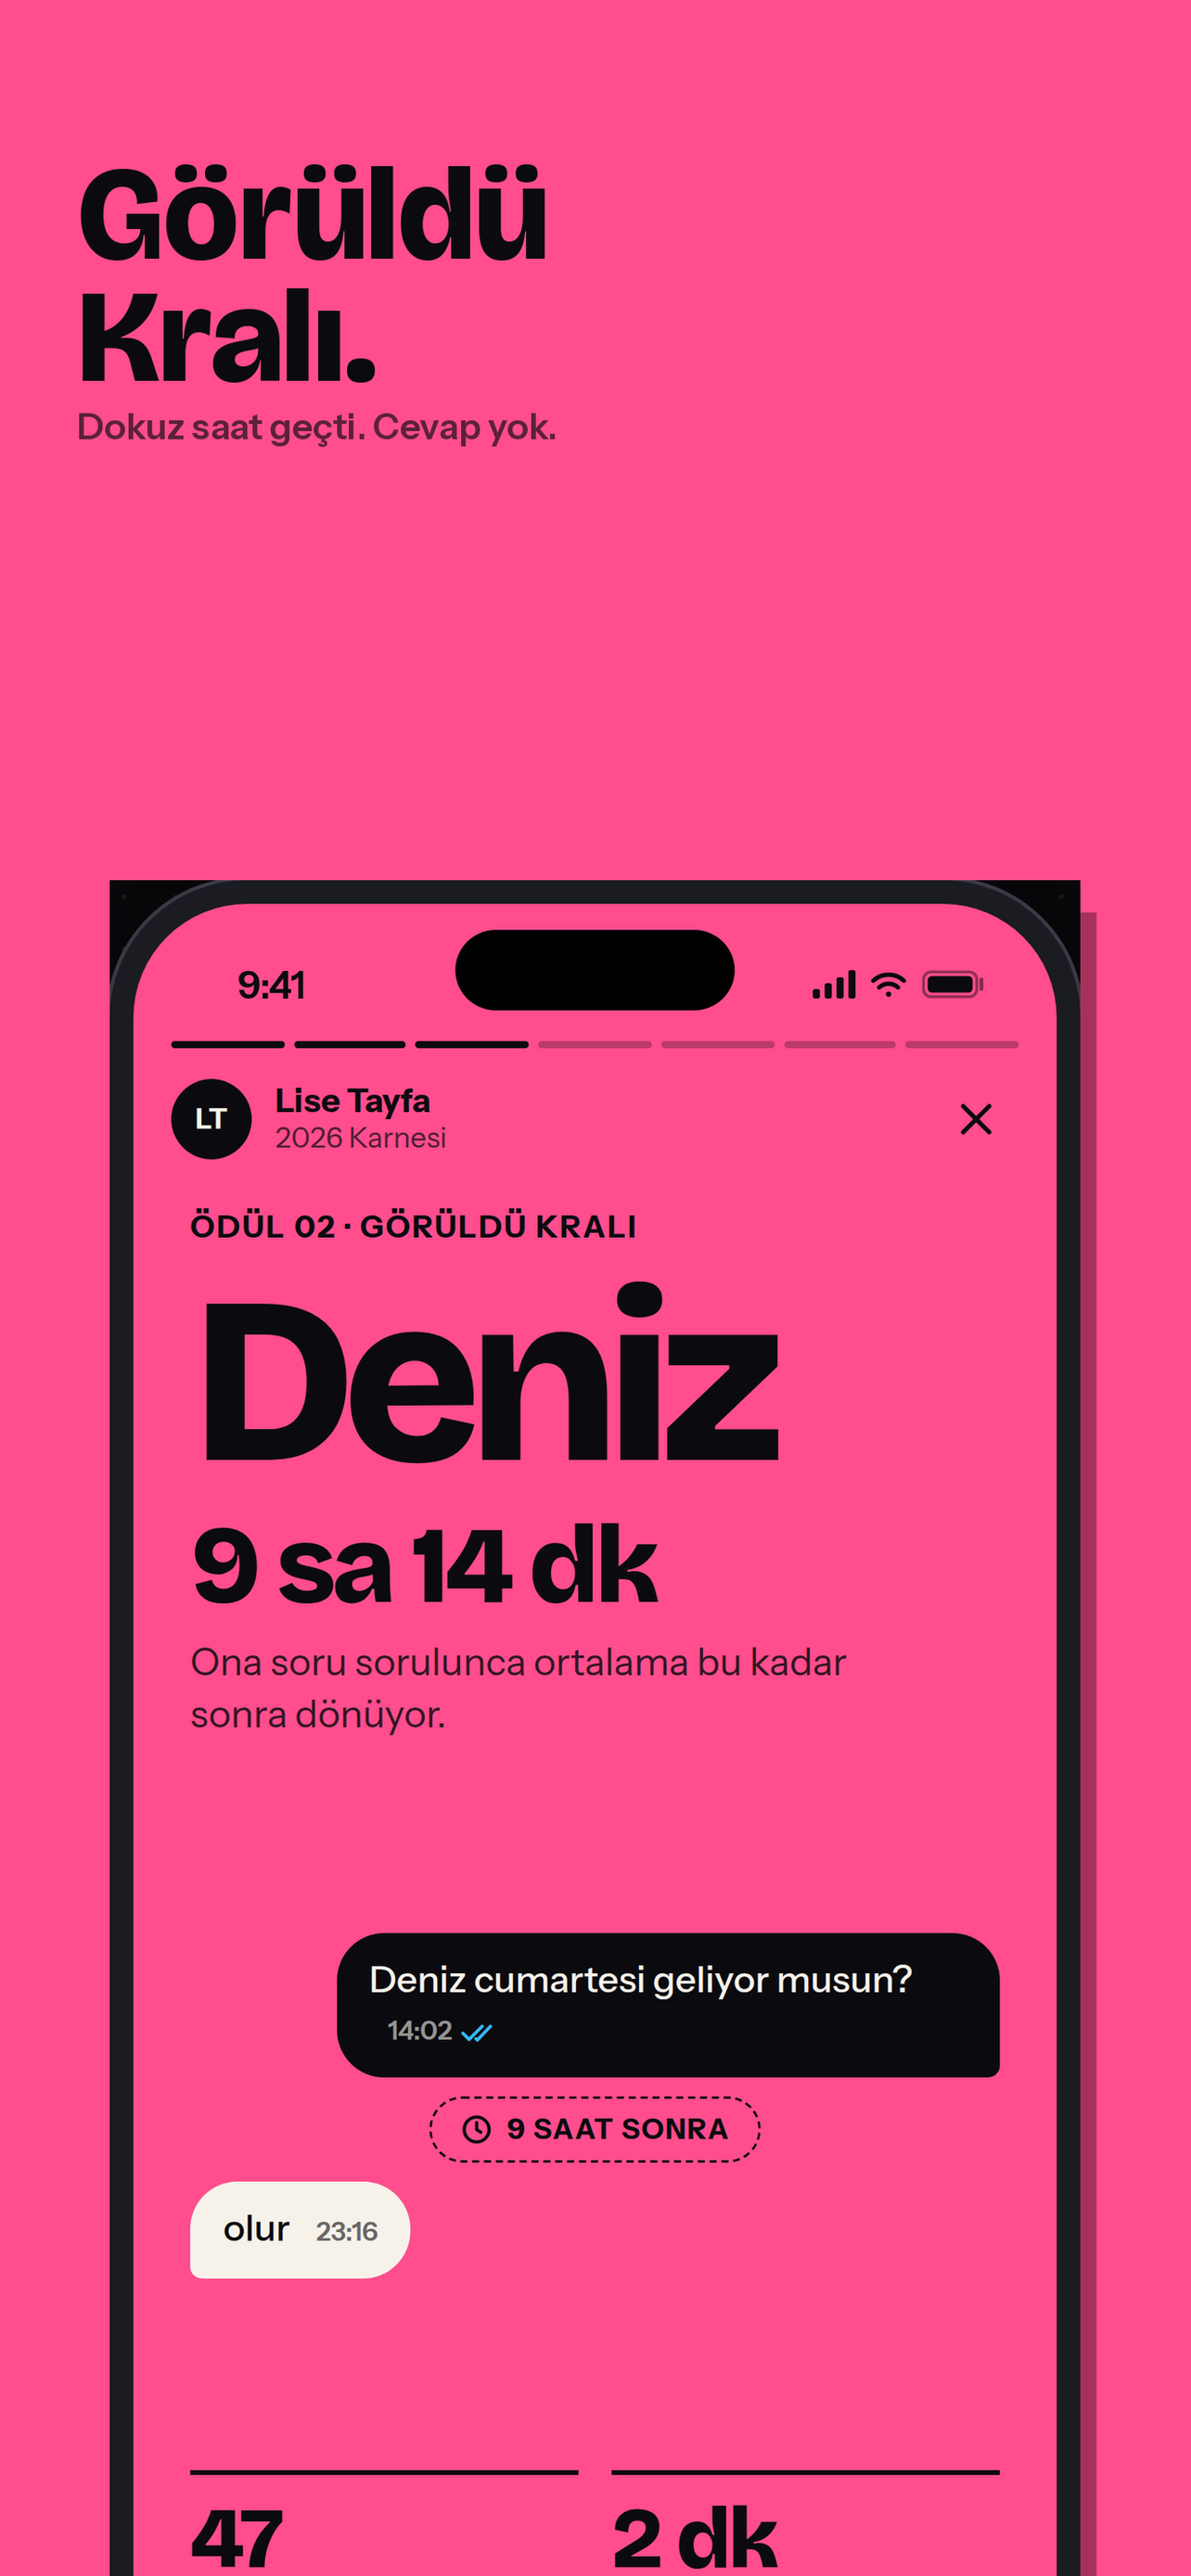 Görüldü
Kralı.
Dokuz saat geçti. Cevap yok.
9:41
LT
Lise Tayfa
2026 Karnesi
ÖDÜL 02 · GÖRÜLDÜ KRALI
Deniz
9 sa 14 dk
Ona soru sorulunca ortalama bu kadar
sonra dönüyor.
Deniz cumartesi geliyor musun?
14:02
9 SAAT SONRA
olur 23:16
47 2 dk